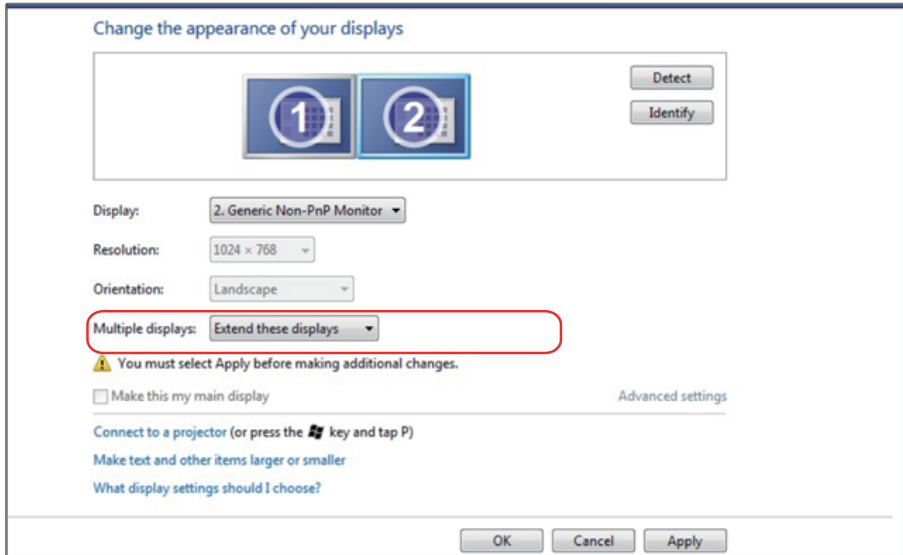 Change the appearance of your displays
1 2
Detect
Identify
Display: 2. Generic Non-PnP Monitor
Resolution: 1024 × 768
Orientation: Landscape
Multiple displays: Extend these displays
You must select Apply before making additional changes.
Make this my main display Advanced settings
Connect to a projector (or press the key and tap P)
Make text and other items larger or smaller
What display settings should I choose?
OK Cancel Apply